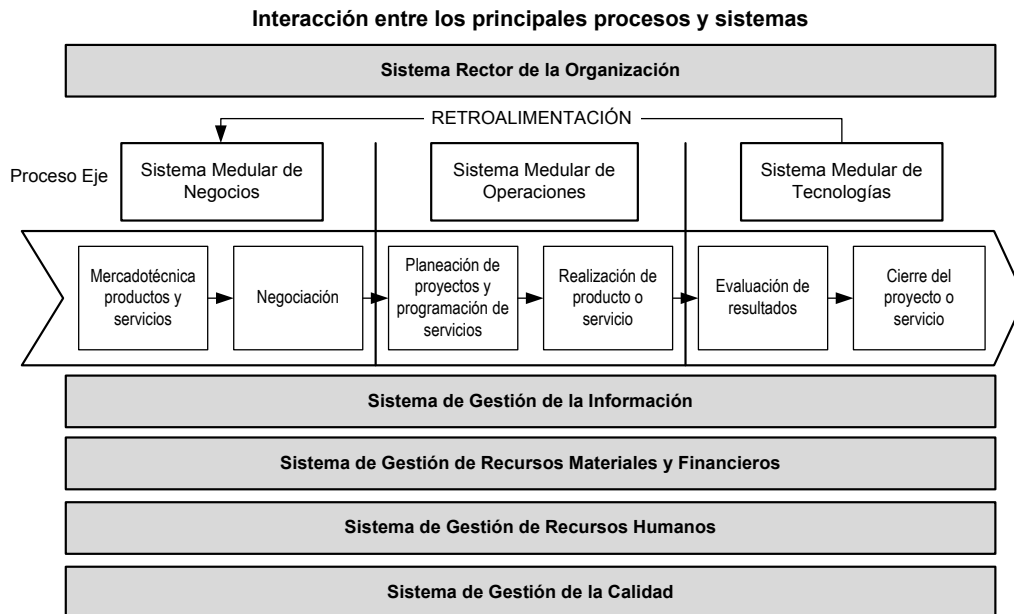 Interacción entre los principales procesos y sistemas
Sistema Rector de la Organización
RETROALIMENTACIÓN
Proceso Eje
Sistema Medular de
Negocios
Sistema Medular de
Operaciones
Sistema Medular de
Tecnologías
Mercadotécnica
productos y
servicios
Negociación
Planeación de
proyectos y
programación de
servicios
Realización de
producto o
servicio
Evaluación de
resultados
Cierre del
proyecto o
servicio
Sistema de Gestión de la Información
Sistema de Gestión de Recursos Materiales y Financieros
Sistema de Gestión de Recursos Humanos
Sistema de Gestión de la Calidad